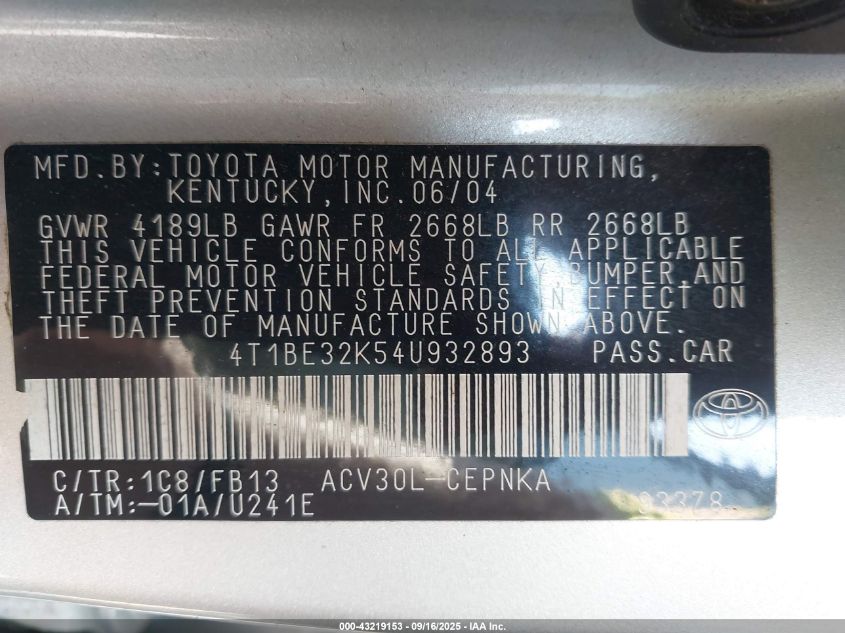 MFD.BY:TOYOTA MOTOR MANUFACTURING,
KENTUCKY,INC.06/04
GVWR 4189LB GAWR FR 2668LB RR 2668LB
THIS VEHICLE CONFORMS TO ALL APPLICABLE
FEDERAL MOTOR VEHICLE SAFETY,BUMPER,AND
THEFT PREVENTION STANDARDS IN EFFECT ON
THE DATE OF MANUFACTURE SHOWN ABOVE.
4T1BE32K54U932893 PASS.CAR
C/TR:1C8/FB13 ACV30L-CEPNKA
A/TM:-01A/U241E 93378
000-43219153 - 09/16/2025 - IAA Inc.